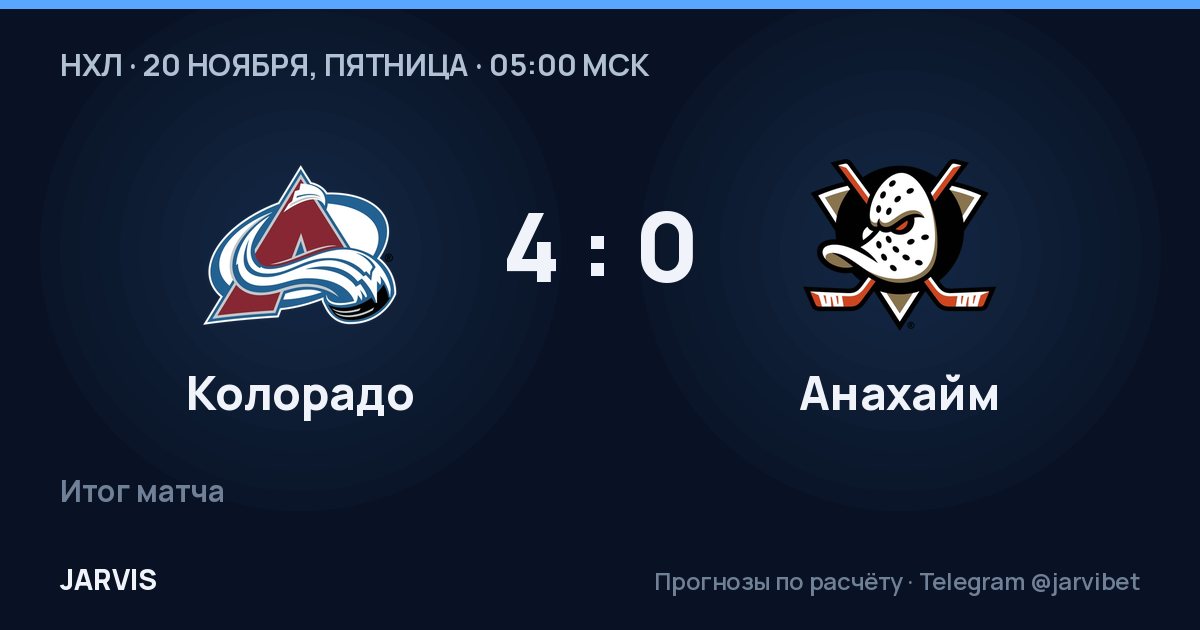 НХЛ · 20 НОЯБРЯ, ПЯТНИЦА · 05:00 МСК
4 : 0
Колорадо
Анахайм
Итог матча
JARVIS
Прогнозы по расчёту · Telegram @jarvibet